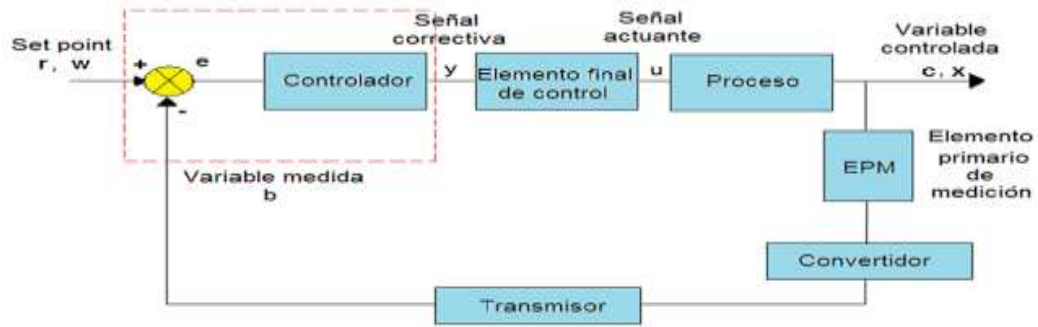 Set point
r, w
+
e
-
Controlador
Señal
correctiva
y
Elemento final
de control
Señal
actuante
u
Proceso
Variable
controlada
c, x
EPM
Elemento
primario
de
medición
Convertidor
Transmisor
Variable medida
b